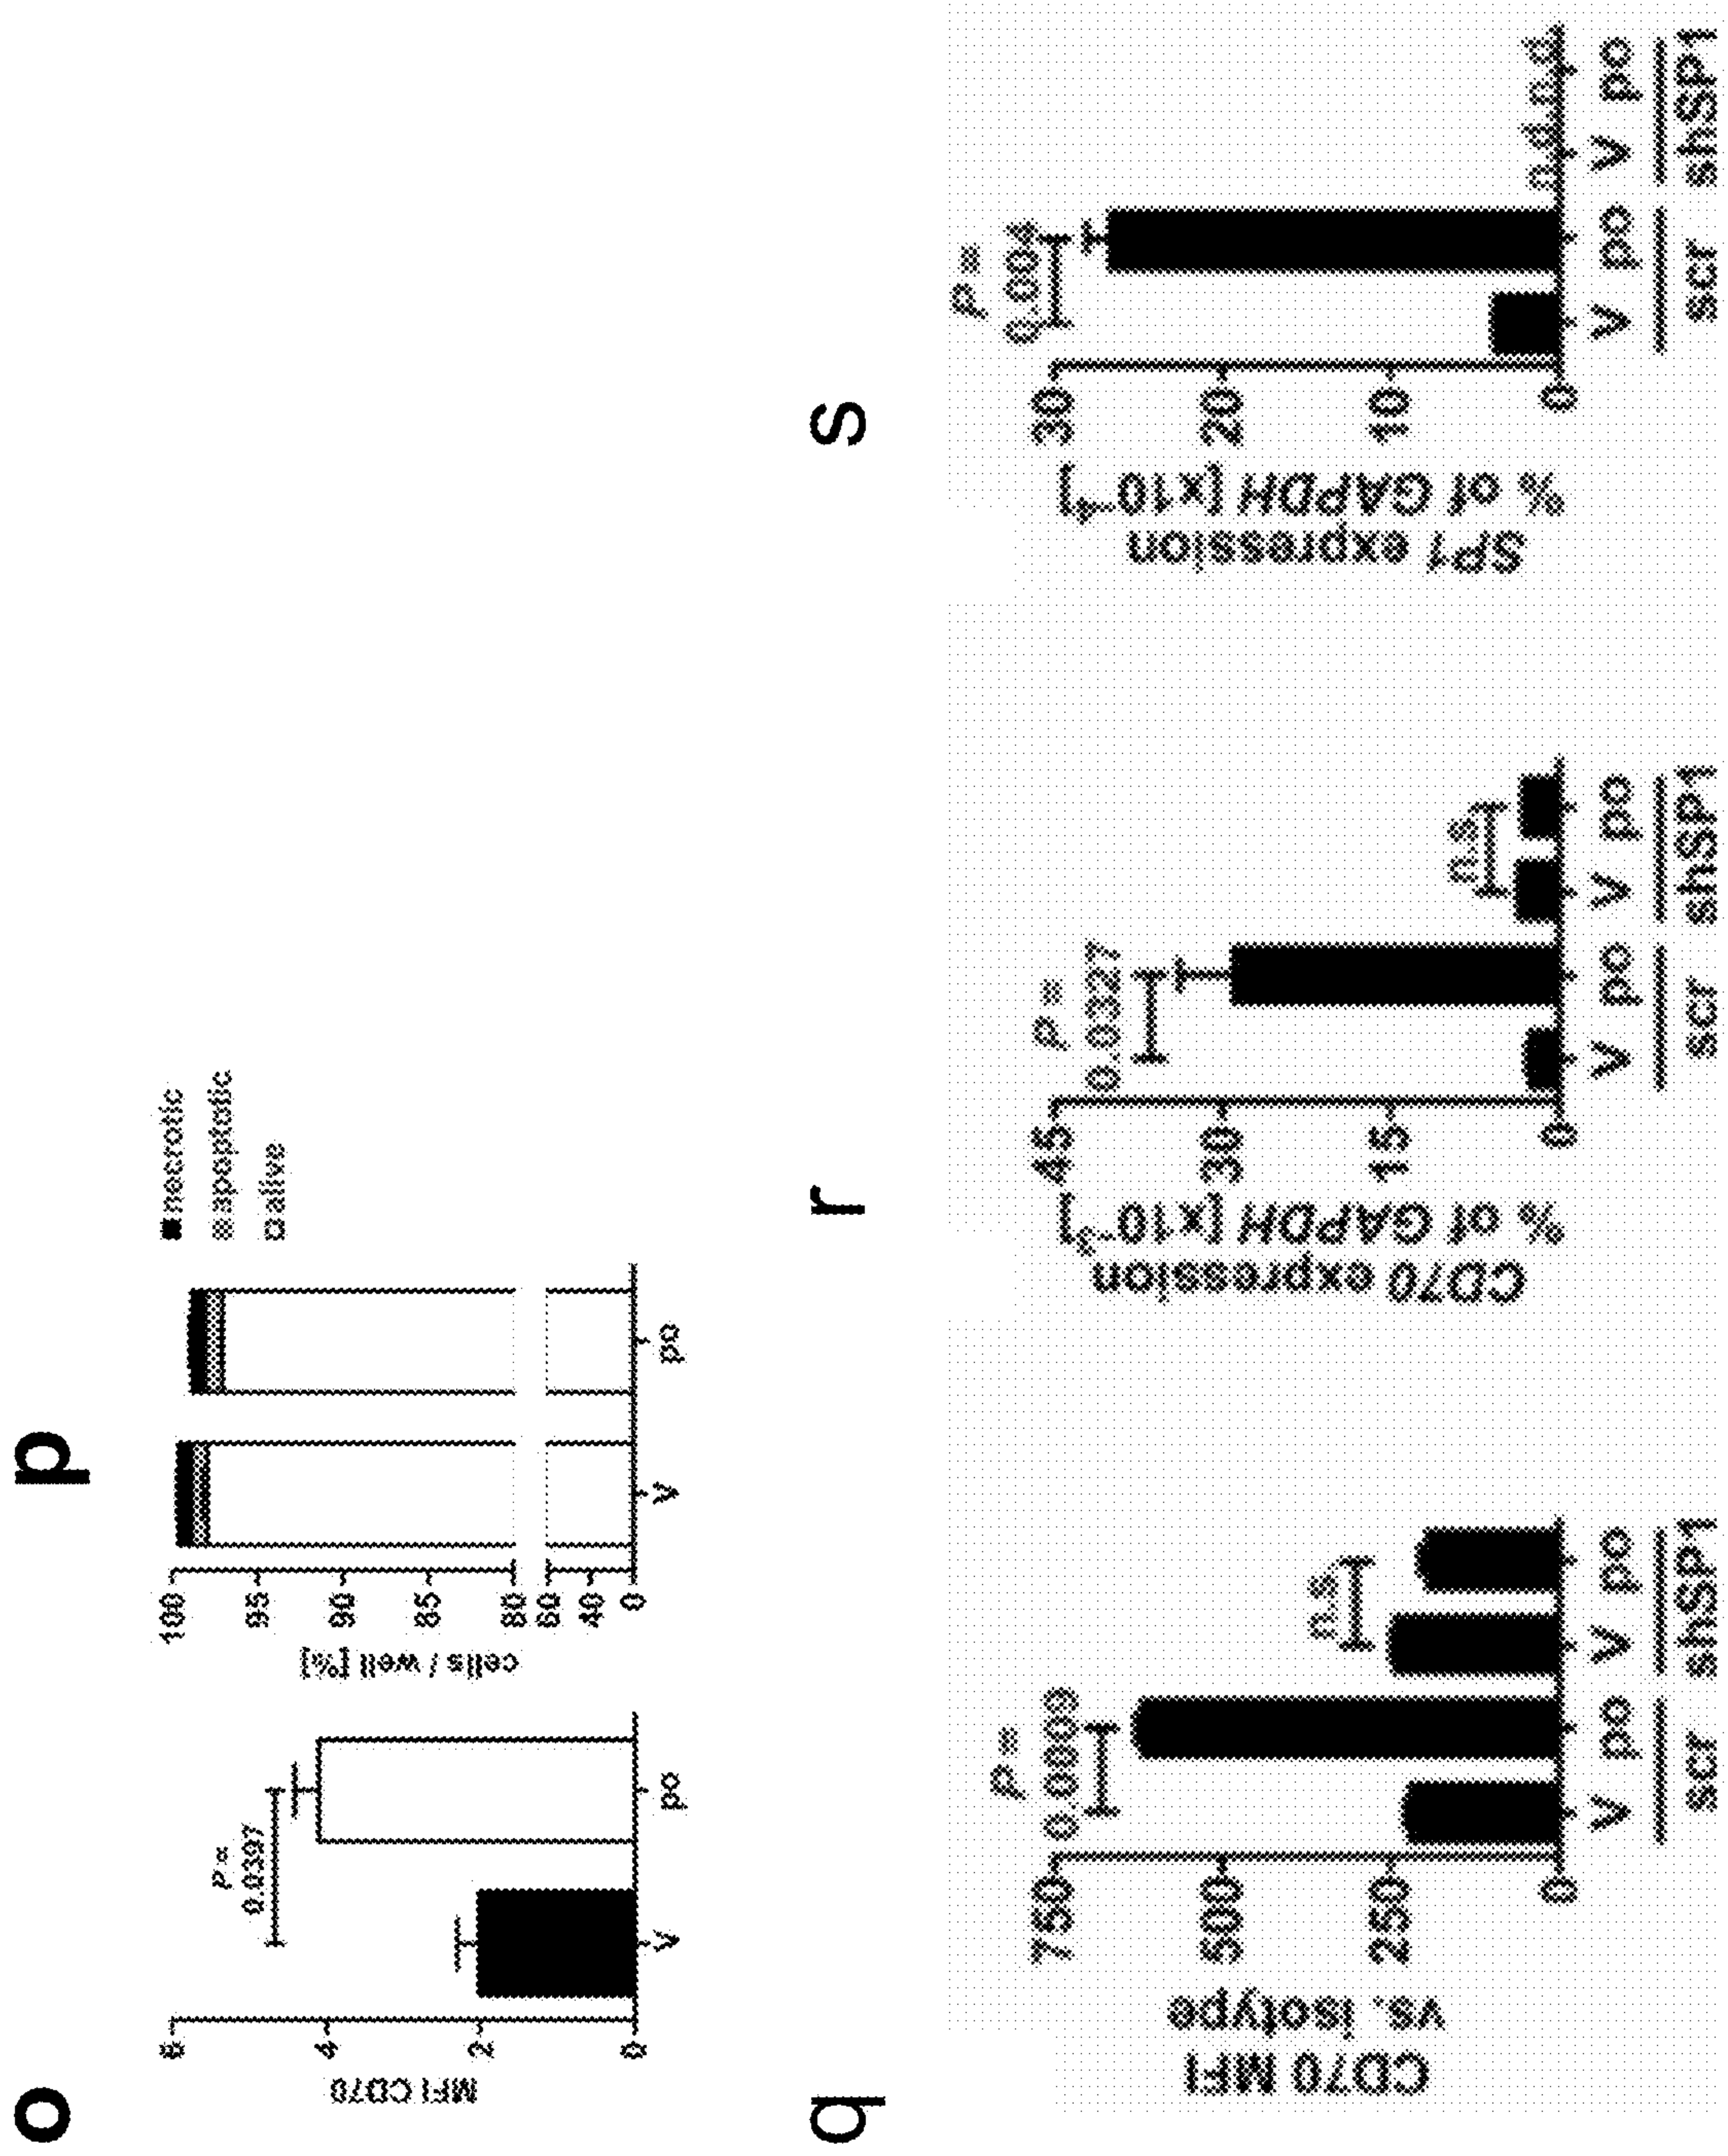 o
MFI CD70
6
4
2
0
P =
0.0397
V
po
p
cells / well [%]
100
95
90
85
80
60
40
0
V
po
necrotic
apoptotic
alive
q
CD70 MFI
vs. isotype
750
500
250
0
P =
0.0009
n.s
V po V po
scr shSP1
r
CD70 expression
% of GAPDH [x10⁻³]
45
30
15
0
P =
0.0327
n.s
V po V po
scr shSP1
s
SP1 expression
% of GAPDH [x10⁻⁴]
30
20
10
0
P =
0.004
n.d n.d
V po V po
scr shSP1